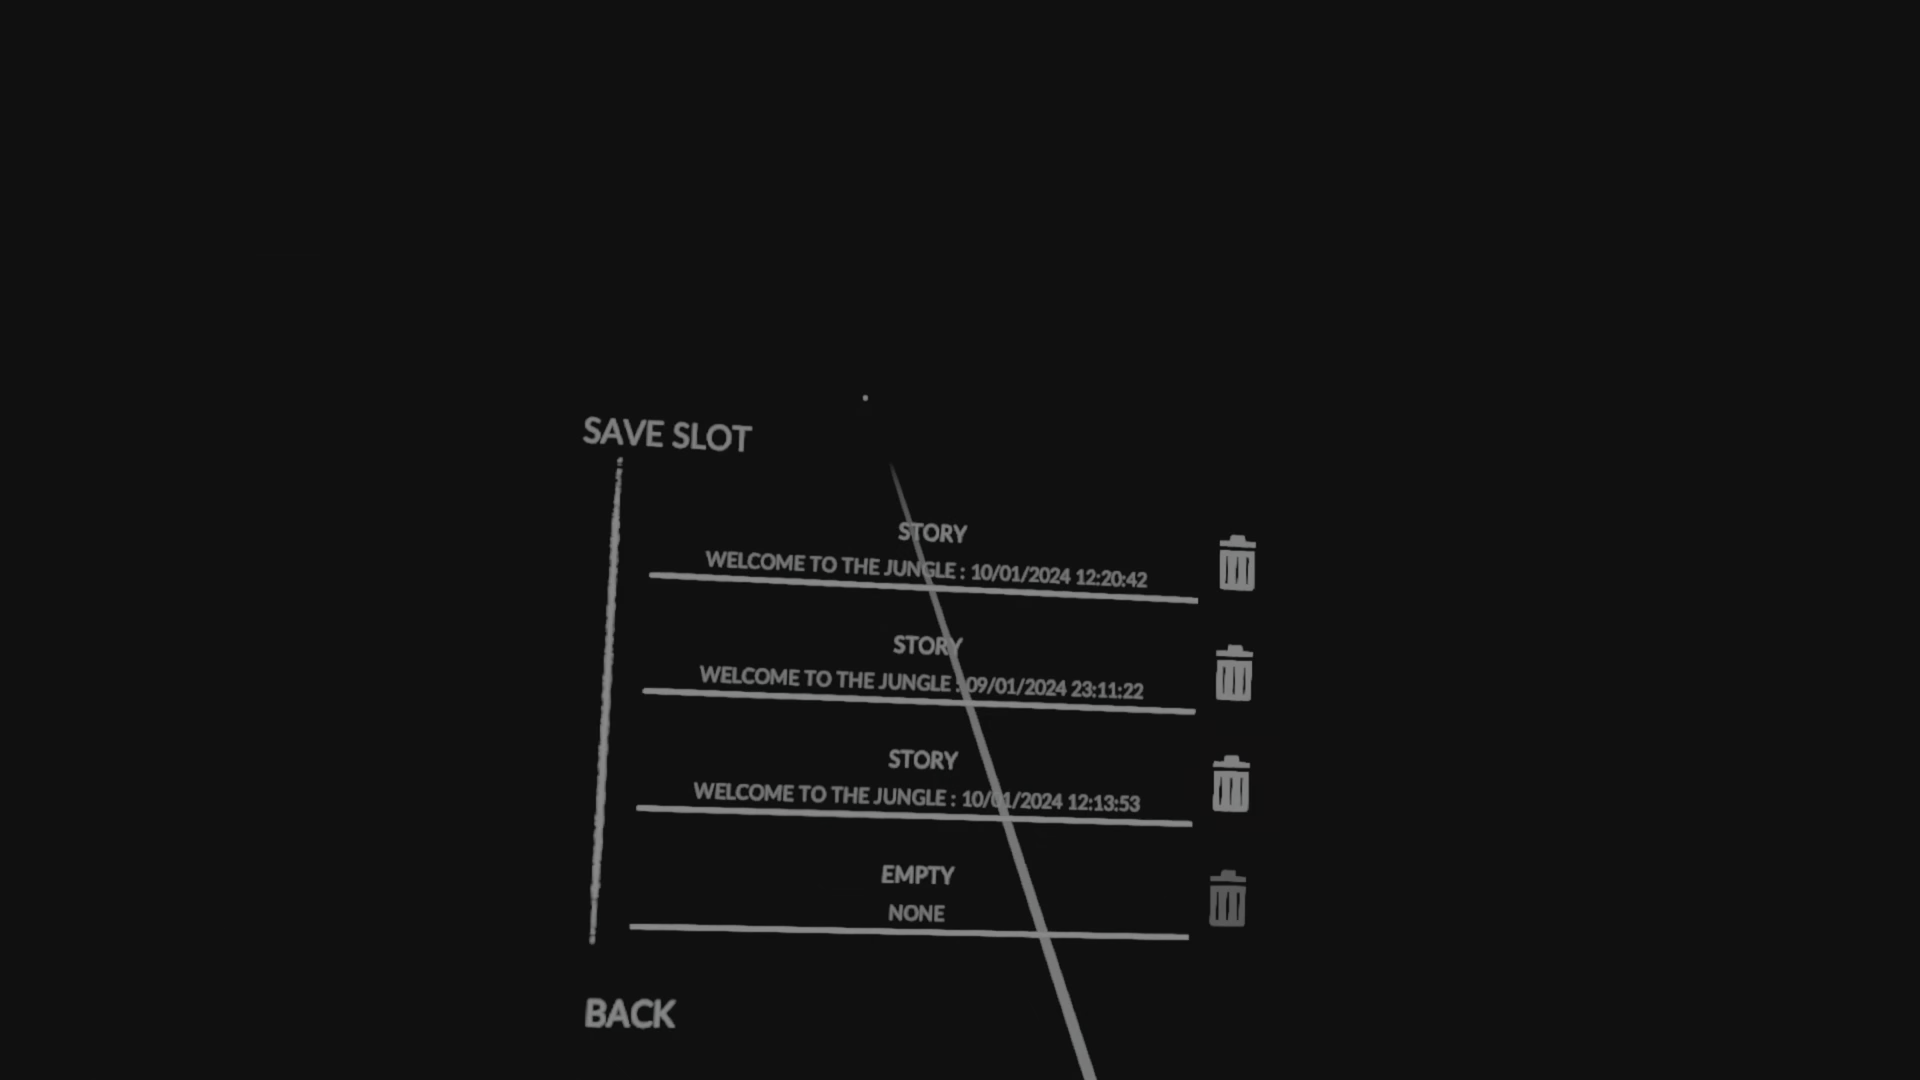 SAVE SLOT
STORY
WELCOME TO THE JUNGLE : 10/01/2024 12:20:42
STORY
WELCOME TO THE JUNGLE : 09/01/2024 23:11:22
STORY
WELCOME TO THE JUNGLE : 10/01/2024 12:13:53
EMPTY
NONE
BACK